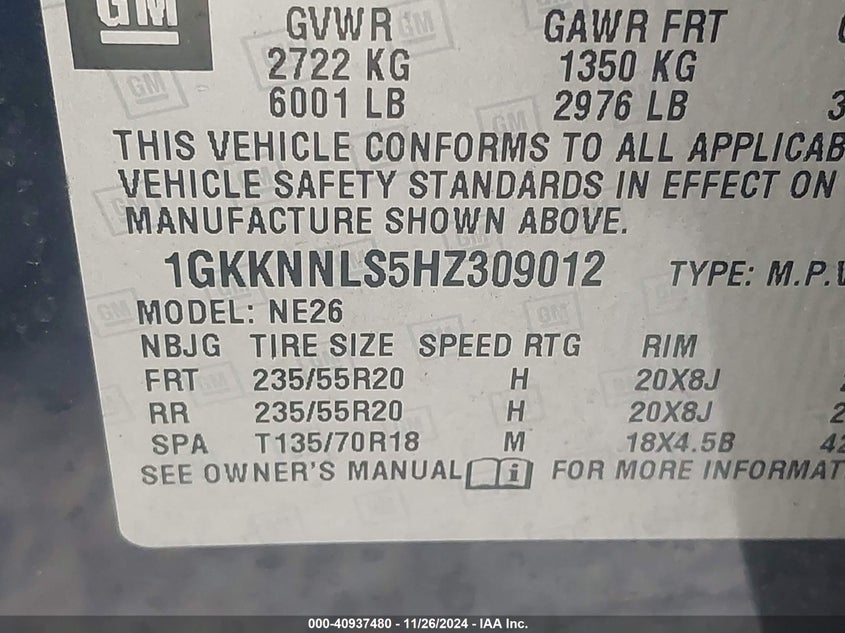 GM
GVWR GAWR FRT
2722 KG 1350 KG
6001 LB 2976 LB 3
THIS VEHICLE CONFORMS TO ALL APPLICAB
VEHICLE SAFETY STANDARDS IN EFFECT ON
MANUFACTURE SHOWN ABOVE.
1GKKNNLS5HZ309012 TYPE: M.P.V
MODEL: NE26
NBJG TIRE SIZE SPEED RTG RIM
FRT 235/55R20 H 20X8J
RR 235/55R20 H 20X8J 2
SPA T135/70R18 M 18X4.5B 42
SEE OWNER'S MANUAL i FOR MORE INFORMAT
000-40937480 - 11/26/2024 - IAA Inc.